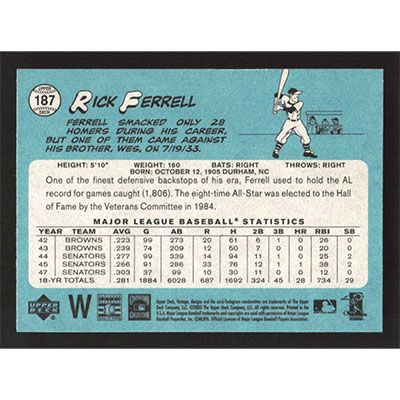 UPPER
187
DECK
RICK FERRELL
FERRELL SMACKED ONLY 28
HOMERS DURING HIS CAREER,
BUT ONE OF THEM CAME AGAINST
HIS BROTHER, WES, ON 7/19/33.
HEIGHT: 5'10" WEIGHT: 160 BATS: RIGHT THROWS: RIGHT
BORN: OCTOBER 12, 1905 DURHAM, NC
One of the finest defensive backstops of his era, Ferrell used to hold the AL
record for games caught (1,806). The eight-time All-Star was elected to the Hall
of Fame by the Veterans Committee in 1984.
MAJOR LEAGUE BASEBALL® STATISTICS
YEAR TEAM AVG G AB R H 2B 3B HR RBI SB
42 BROWNS .223 99 273 20 61 6 1 0 26 0
43 BROWNS .239 74 209 12 50 7 0 0 20 0
44 SENATORS .277 99 339 14 94 11 1 0 25 2
45 SENATORS .266 91 286 33 76 12 1 1 38 2
47 SENATORS .303 37 99 10 30 11 0 0 12 0
18-YR TOTALS .281 1884 6028 687 1692 324 45 28 734 29
UPPER DECK
W